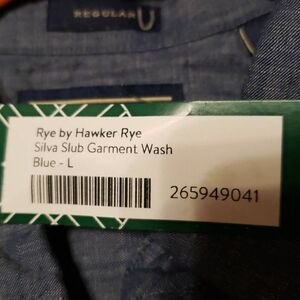 REGULAR
Rye by Hawker Rye
Silva Slub Garment Wash
Blue - L
265949041